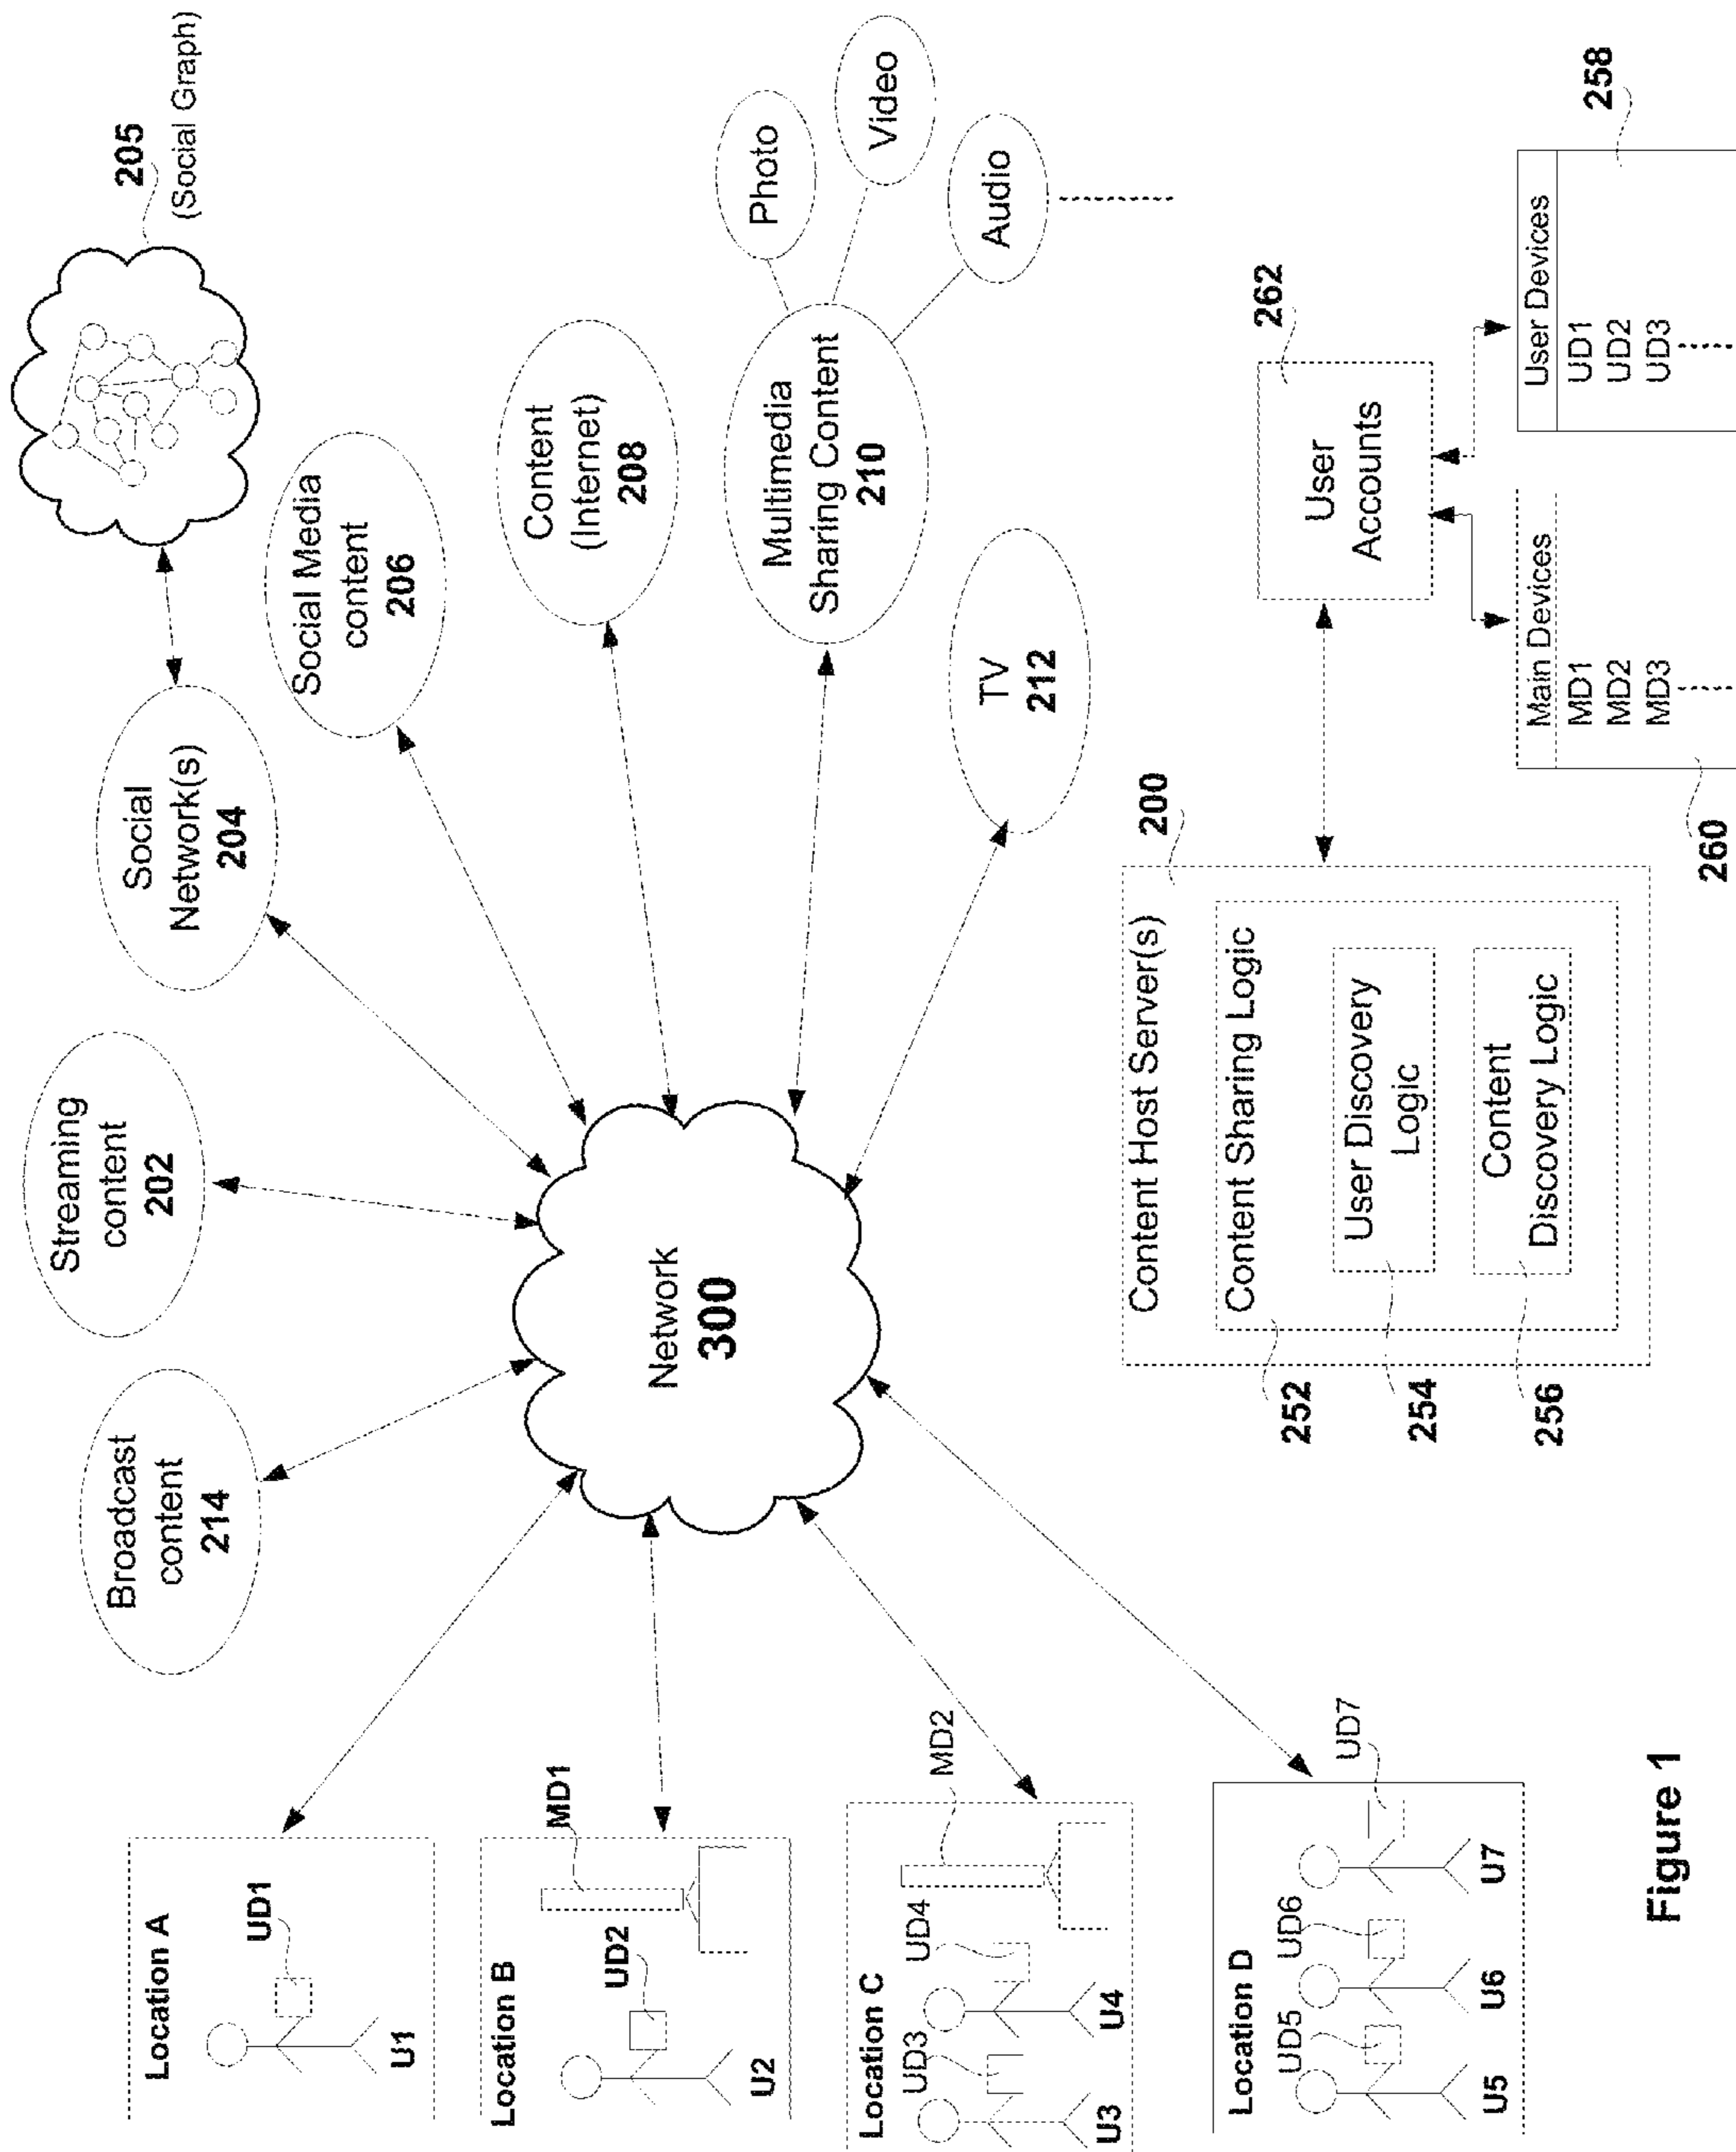 205
(Social Graph)
Social
Network(s)
204
Streaming
content
202
Broadcast
content
214
Social Media
content
206
Content
(Internet)
208
Multimedia
Sharing Content
210
Photo
Video
Audio
TV
212
Network
300
Location A
UD1
U1
Location B
MD1
UD2
U2
Location C
MD2
UD4
UD3
U3
U4
Location D
UD7
UD6
UD5
U5
U6
U7
200
Content Host Server(s)
Content Sharing Logic
User Discovery
Logic
Content
Discovery Logic
252
254
256
262
User
Accounts
Main Devices
MD1
MD2
MD3
260
User Devices
UD1
UD2
UD3
258
Figure 1